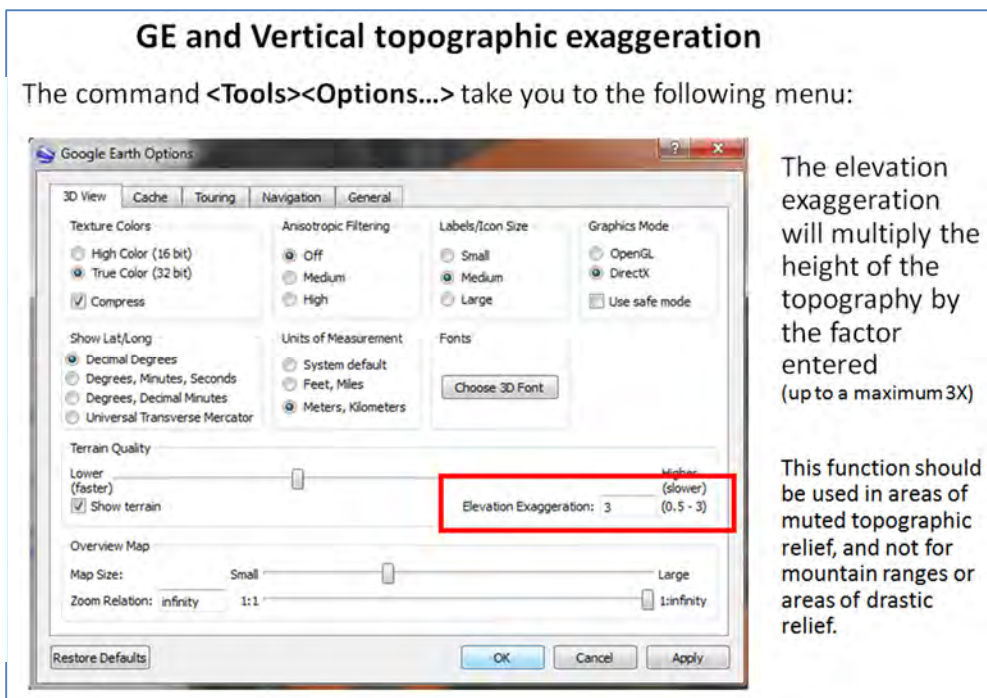 GE and Vertical topographic exaggeration
The command <Tools><Options...> take you to the following menu:
Google Earth Options
3D View Cache Touring Navigation General
Texture Colors
High Color (16 bit)
True Color (32 bit)
Compress
Anisotropic Filtering
Off
Medium
High
Labels/Icon Size
Small
Medium
Large
Graphics Mode
OpenGL
DirectX
Use safe mode
Show Lat/Long
Decimal Degrees
Degrees, Minutes, Seconds
Degrees, Decimal Minutes
Universal Transverse Mercator
Units of Measurement
System default
Feet, Miles
Meters, Kilometers
Fonts
Choose 3D Font
Terrain Quality
Lower
(faster)
Higher
(slower)
Show terrain
Elevation Exaggeration: 3 (0.5 - 3)
Overview Map
Map Size: Small Large
Zoom Relation: infinity 1:1 1:infinity
Restore Defaults OK Cancel Apply
The elevation
exaggeration
will multiply the
height of the
topography by
the factor
entered
(up to a maximum 3X)
This function should
be used in areas of
muted topographic
relief, and not for
mountain ranges or
areas of drastic
relief.